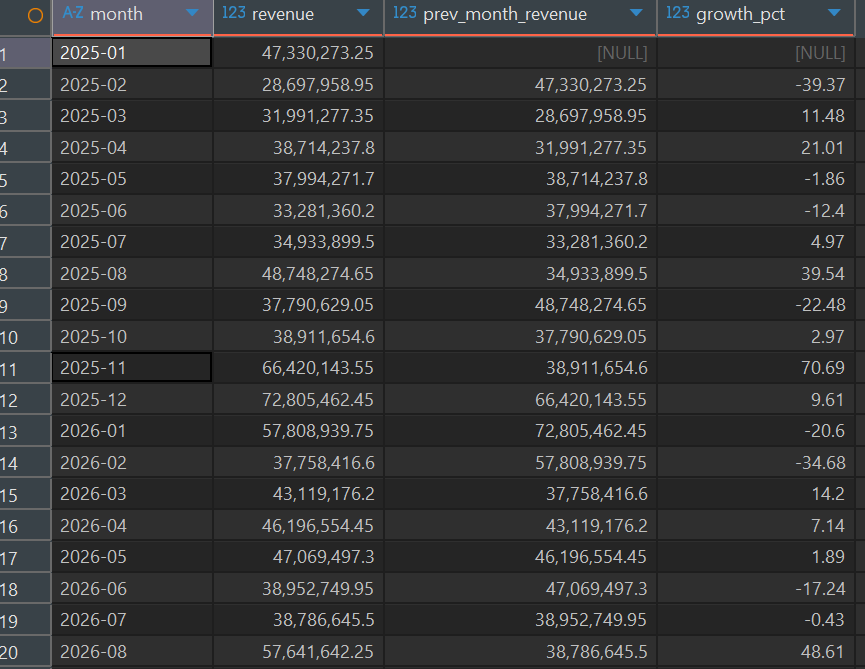 A-Z month 123 revenue 123 prev_month_revenue 123 growth_pct
1 2025-01 47,330,273.25 [NULL] [NULL]
2 2025-02 28,697,958.95 47,330,273.25 -39.37
3 2025-03 31,991,277.35 28,697,958.95 11.48
4 2025-04 38,714,237.8 31,991,277.35 21.01
5 2025-05 37,994,271.7 38,714,237.8 -1.86
6 2025-06 33,281,360.2 37,994,271.7 -12.4
7 2025-07 34,933,899.5 33,281,360.2 4.97
8 2025-08 48,748,274.65 34,933,899.5 39.54
9 2025-09 37,790,629.05 48,748,274.65 -22.48
10 2025-10 38,911,654.6 37,790,629.05 2.97
11 2025-11 66,420,143.55 38,911,654.6 70.69
12 2025-12 72,805,462.45 66,420,143.55 9.61
13 2026-01 57,808,939.75 72,805,462.45 -20.6
14 2026-02 37,758,416.6 57,808,939.75 -34.68
15 2026-03 43,119,176.2 37,758,416.6 14.2
16 2026-04 46,196,554.45 43,119,176.2 7.14
17 2026-05 47,069,497.3 46,196,554.45 1.89
18 2026-06 38,952,749.95 47,069,497.3 -17.24
19 2026-07 38,786,645.5 38,952,749.95 -0.43
20 2026-08 57,641,642.25 38,786,645.5 48.61